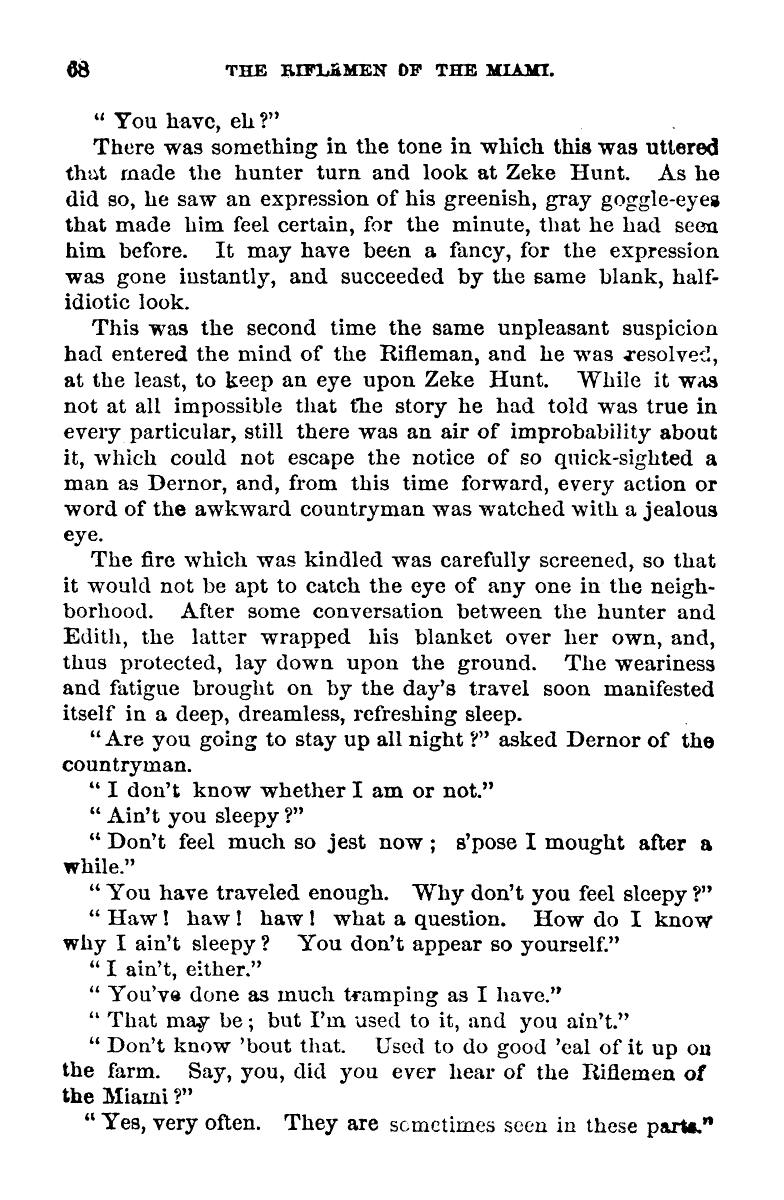 68 THE RIFLEMEN OF THE MIAMI.
“ You have, eh ?”
There was something in the tone in which this was uttered
that made the hunter turn and look at Zeke Hunt. As he
did so, he saw an expression of his greenish, gray goggle-eyes
that made him feel certain, for the minute, that he had seen
him before. It may have been a fancy, for the expression
was gone instantly, and succeeded by the same blank, half-
idiotic look.
This was the second time the same unpleasant suspicion
had entered the mind of the Rifleman, and he was resolved,
at the least, to keep an eye upon Zeke Hunt. While it was
not at all impossible that the story he had told was true in
every particular, still there was an air of improbability about
it, which could not escape the notice of so quick-sighted a
man as Dernor, and, from this time forward, every action or
word of the awkward countryman was watched with a jealous
eye.
The fire which was kindled was carefully screened, so that
it would not be apt to catch the eye of any one in the neigh-
borhood. After some conversation between the hunter and
Edith, the latter wrapped his blanket over her own, and,
thus protected, lay down upon the ground. The weariness
and fatigue brought on by the day’s travel soon manifested
itself in a deep, dreamless, refreshing sleep.
“ Are you going to stay up all night ?” asked Dernor of the
countryman.
“ I don’t know whether I am or not.”
“ Ain’t you sleepy ?”
“ Don’t feel much so jest now ; s’pose I mought after a
while.”
“ You have traveled enough. Why don’t you feel sleepy ?”
“ Haw ! haw ! haw ! what a question. How do I know
why I ain’t sleepy ? You don’t appear so yourself.”
“ I ain’t, either.”
“ You’ve done as much tramping as I have.”
“ That may be ; but I’m used to it, and you ain’t.”
“ Don’t know ’bout that. Used to do good ’eal of it up on
the farm. Say, you, did you ever hear of the Riflemen of
the Miami ?”
“ Yes, very often. They are sometimes seen in these parts.”